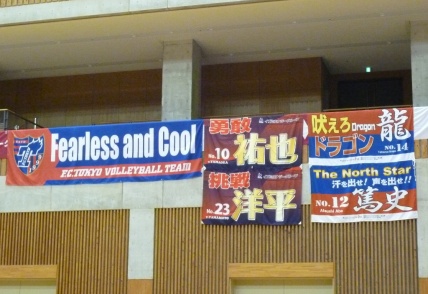 Fearless and Cool
F.C.TOKYO VOLLEYBALL TEAM
勇敢
No.10
祐也
挑戦
No.23
洋平
吠えろ Dragon
ドラゴン
龍
NO.14
The North Star
汗を出せ! 声を出せ!!
No.12
篤史